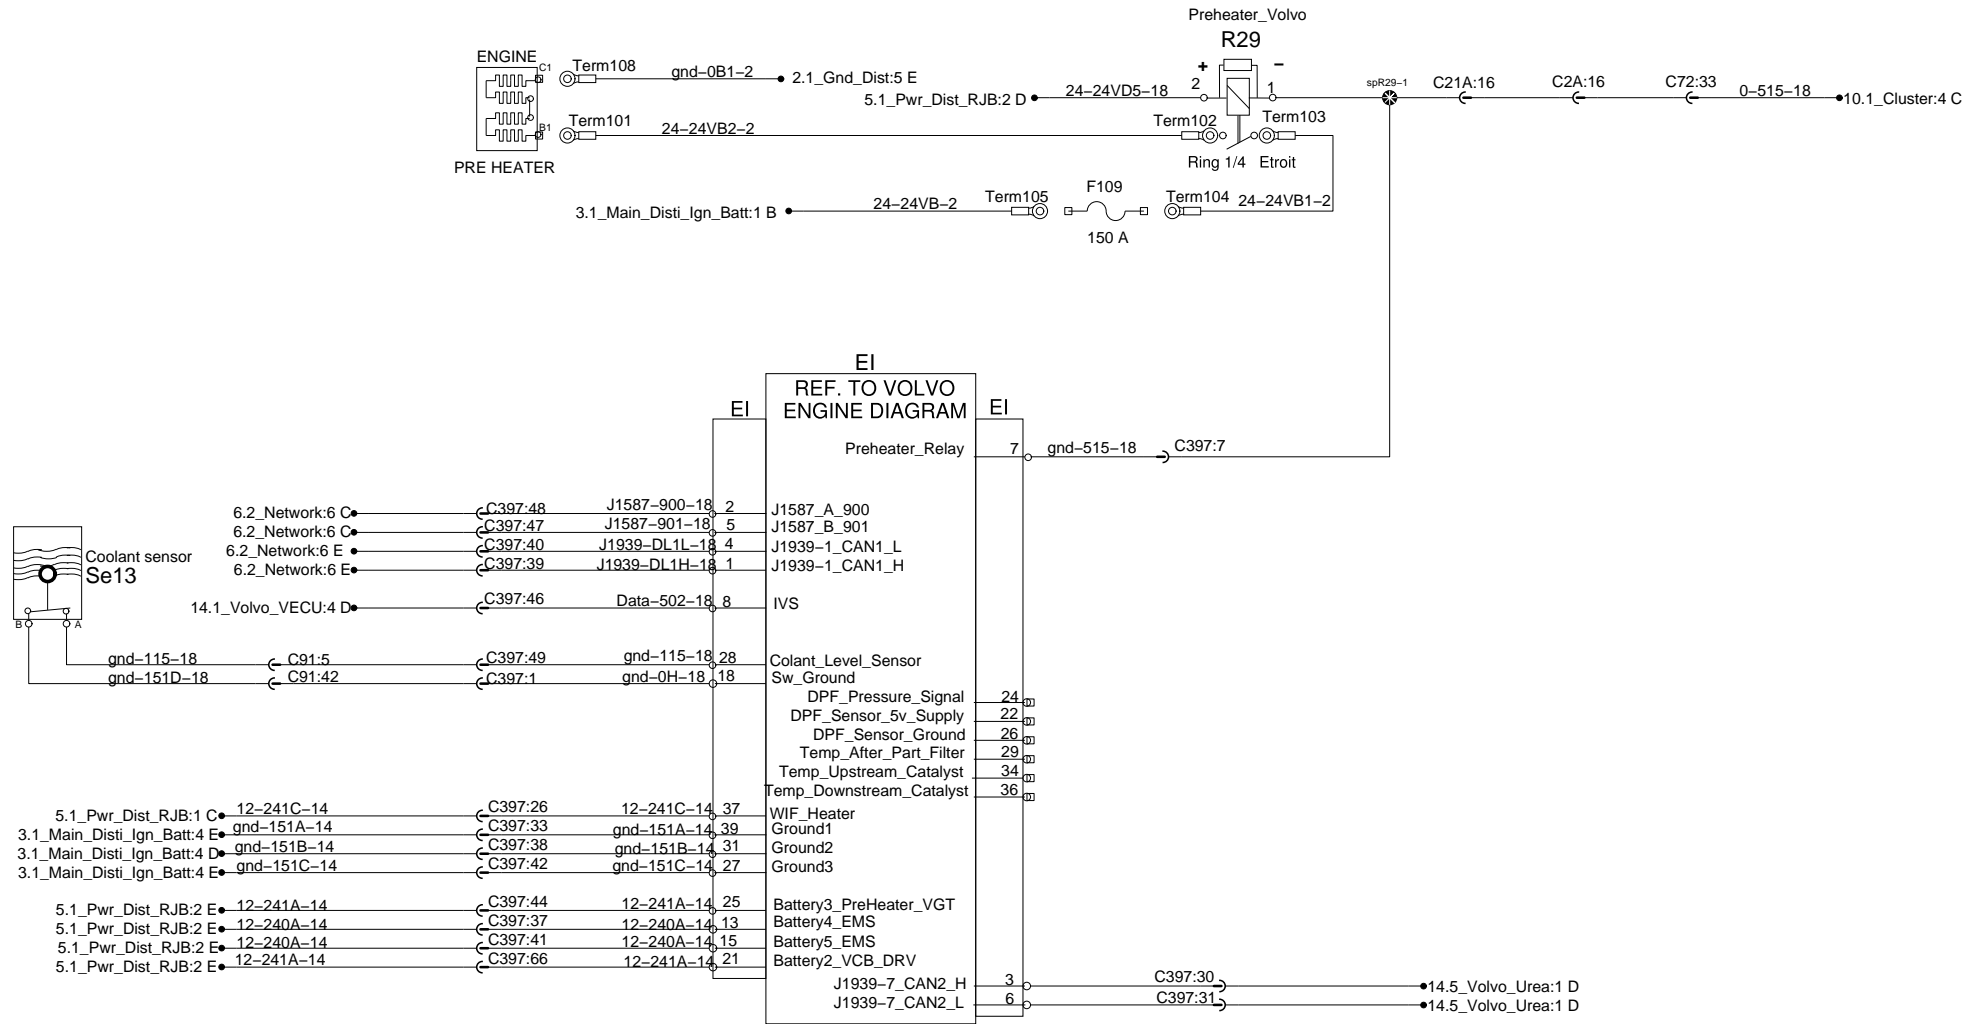 Preheater_Volvo
R29
ENGINE
C1
Term108
gnd–0B1–2
2.1_Gnd_Dist:5 E
+
–
5.1_Pwr_Dist_RJB:2 D
24–24VD5–18
2
1
spR29–1
C21A:16
C2A:16
C72:33
0–515–18
10.1_Cluster:4 C
B1
Term101
24–24VB2–2
Term102
Term103
PRE HEATER
Ring 1/4
Etroit
3.1_Main_Disti_Ign_Batt:1 B
24–24VB–2
Term105
F109
Term104
24–24VB1–2
150 A
EI
REF. TO VOLVO
EI
ENGINE DIAGRAM
EI
Preheater_Relay
7
gnd–515–18
C397:7
6.2_Network:6 C
C397:48
J1587–900–18
2
J1587_A_900
6.2_Network:6 C
C397:47
J1587–901–18
5
J1587_B_901
6.2_Network:6 E
C397:40
J1939–DL1L–18
4
J1939–1_CAN1_L
6.2_Network:6 E
C397:39
J1939–DL1H–18
1
J1939–1_CAN1_H
Coolant sensor
Se13
B
A
14.1_Volvo_VECU:4 D
C397:46
Data–502–18
8
IVS
gnd–115–18
C91:5
C397:49
gnd–115–18
28
Colant_Level_Sensor
gnd–151D–18
C91:42
C397:1
gnd–0H–18
18
Sw_Ground
DPF_Pressure_Signal
24
DPF_Sensor_5v_Supply
22
DPF_Sensor_Ground
26
Temp_After_Part_Filter
29
Temp_Upstream_Catalyst
34
Temp_Downstream_Catalyst
36
5.1_Pwr_Dist_RJB:1 C
12–241C–14
C397:26
12–241C–14
37
WIF_Heater
3.1_Main_Disti_Ign_Batt:4 E
gnd–151A–14
C397:33
gnd–151A–14
39
Ground1
3.1_Main_Disti_Ign_Batt:4 D
gnd–151B–14
C397:38
gnd–151B–14
31
Ground2
3.1_Main_Disti_Ign_Batt:4 E
gnd–151C–14
C397:42
gnd–151C–14
27
Ground3
5.1_Pwr_Dist_RJB:2 E
12–241A–14
C397:44
12–241A–14
25
Battery3_PreHeater_VGT
5.1_Pwr_Dist_RJB:2 E
12–240A–14
C397:37
12–240A–14
13
Battery4_EMS
5.1_Pwr_Dist_RJB:2 E
12–240A–14
C397:41
12–240A–14
15
Battery5_EMS
5.1_Pwr_Dist_RJB:2 E
12–241A–14
C397:66
12–241A–14
21
Battery2_VCB_DRV
J1939–7_CAN2_H
3
C397:30
14.5_Volvo_Urea:1 D
J1939–7_CAN2_L
6
C397:31
14.5_Volvo_Urea:1 D